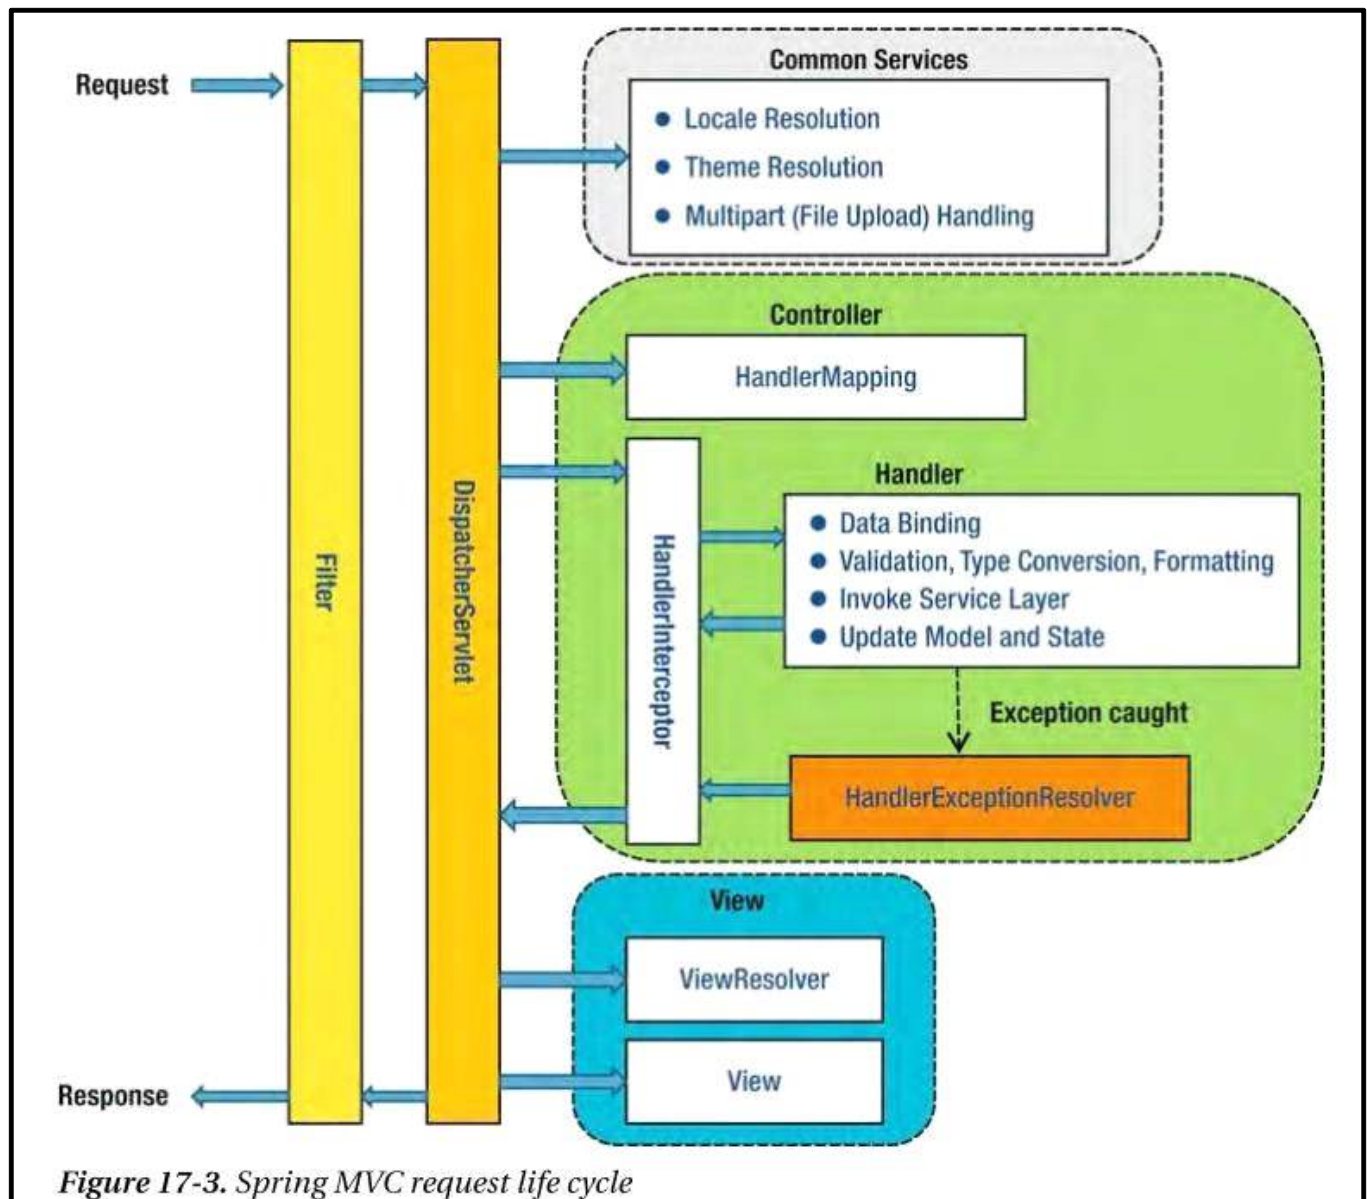 Request
Filter
DispatcherServlet
Common Services
● Locale Resolution
● Theme Resolution
● Multipart (File Upload) Handling
Controller
HandlerMapping
HandlerInterceptor
Handler
● Data Binding
● Validation, Type Conversion, Formatting
● Invoke Service Layer
● Update Model and State
Exception caught
HandlerExceptionResolver
View
ViewResolver
View
Response
Figure 17-3. Spring MVC request life cycle